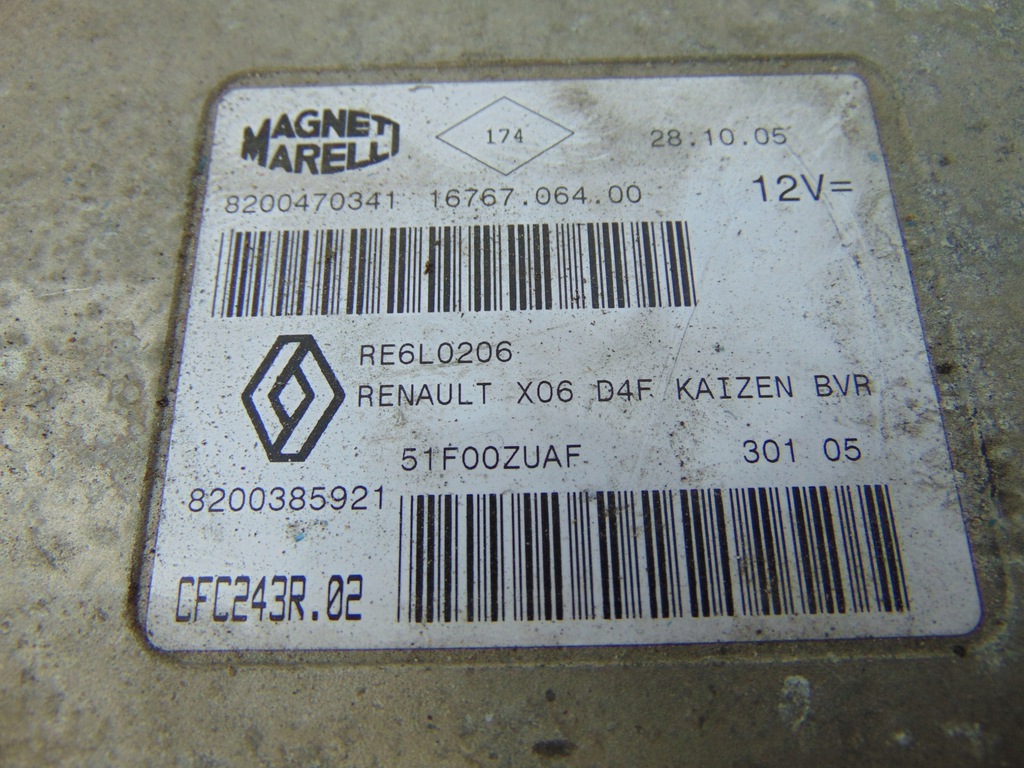 MAGNETI MARELLI
174
28.10.05
8200470341 16767.064.00
12V=
RE6L0206
RENAULT X06 D4F KAIZEN BVR
51F00ZUAF 301 05
8200385921
CFC243R.02